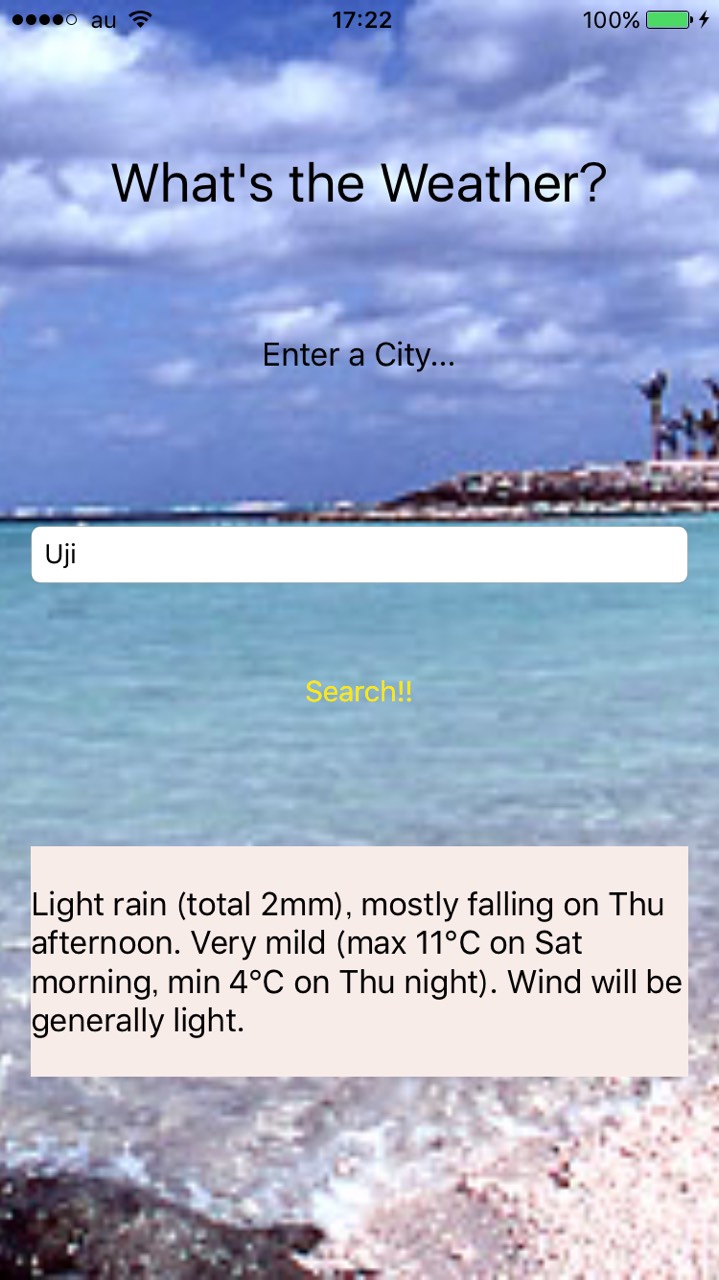 au 17:22 100%
What's the Weather?
Enter a City...
Uji
Search!!
Light rain (total 2mm), mostly falling on Thu
afternoon. Very mild (max 11°C on Sat
morning, min 4°C on Thu night). Wind will be
generally light.